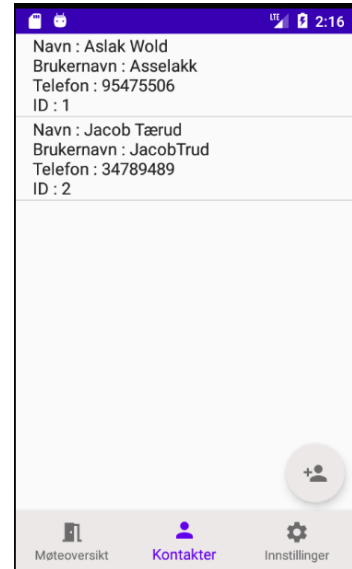 LTE 2:16
Navn : Aslak Wold
Brukernavn : Asselakk
Telefon : 95475506
ID : 1
Navn : Jacob Tærud
Brukernavn : JacobTrud
Telefon : 34789489
ID : 2
Møteoversikt Kontakter Innstillinger